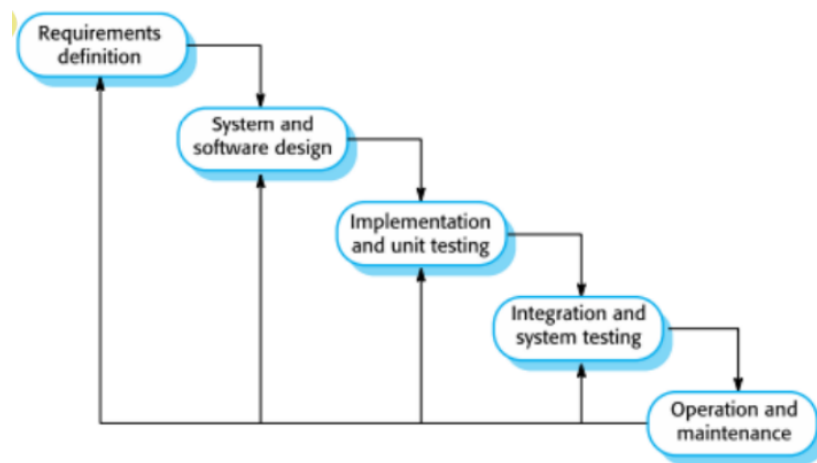 Requirements
definition
System and
software design
Implementation
and unit testing
Integration and
system testing
Operation and
maintenance